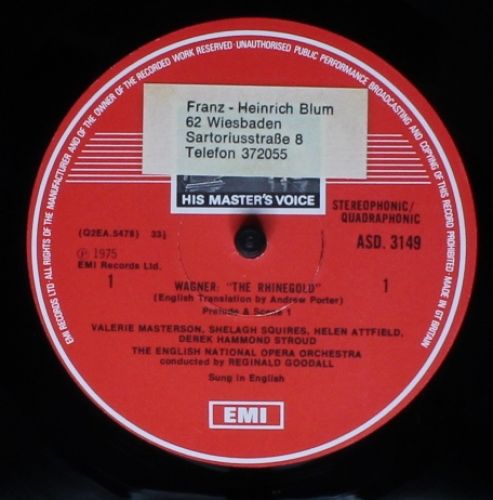 EMI RECORDS LTD· ALL RIGHTS OF THE MANUFACTURER AND OF THE OWNER OF THE RECORDED WORK RESERVED· UNAUTHORISED PUBLIC PERFORMANCE BROADCASTING AND COPYING OF THIS RECORD PROHIBITED· MADE IN GT BRITAIN
Franz - Heinrich Blum
62 Wiesbaden
Sartoriusstraße 8
Telefon 372055
HIS MASTER'S VOICE
STEREOPHONIC/
QUADRAPHONIC
(Q2EA.5478) 33⅓
ASD. 3149
Ⓟ 1975
EMI Records Ltd.
1
1
WAGNER: "THE RHINEGOLD"
(English Translation by Andrew Porter)
Prelude & Scene 1
VALERIE MASTERSON, SHELAGH SQUIRES, HELEN ATTFIELD,
DEREK HAMMOND STROUD
THE ENGLISH NATIONAL OPERA ORCHESTRA
conducted by REGINALD GOODALL
Sung in English
EMI